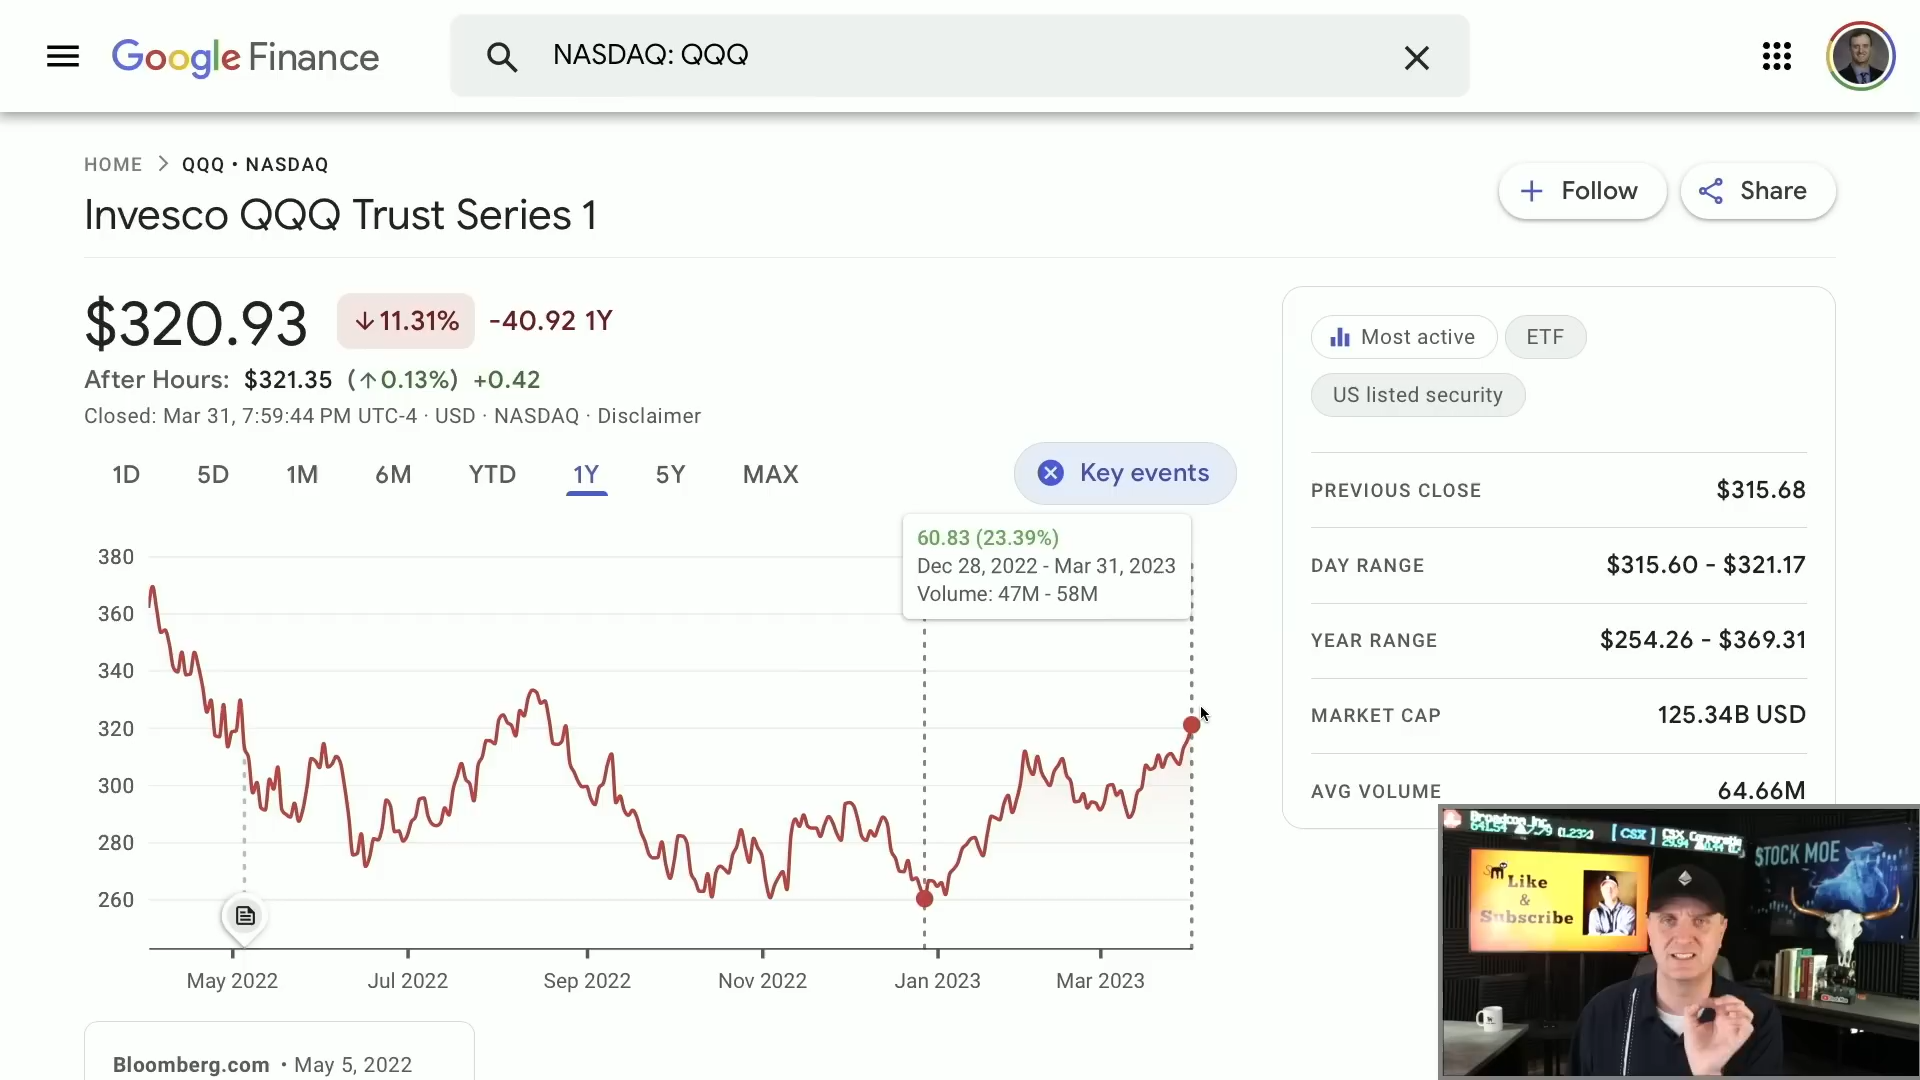 Google Finance
NASDAQ: QQQ
HOME > QQQ • NASDAQ
Invesco QQQ Trust Series 1
Follow
Share
$320.93 ↓11.31% -40.92 1Y
After Hours: $321.35 (↑0.13%) +0.42
Closed: Mar 31, 7:59:44 PM UTC-4 · USD · NASDAQ · Disclaimer
1D 5D 1M 6M YTD 1Y 5Y MAX
Key events
60.83 (23.39%)
Dec 28, 2022 - Mar 31, 2023
Volume: 47M - 58M
380
360
340
320
300
280
260
May 2022 Jul 2022 Sep 2022 Nov 2022 Jan 2023 Mar 2023
Bloomberg.com • May 5, 2022
Most active
ETF
US listed security
PREVIOUS CLOSE $315.68
DAY RANGE $315.60 - $321.17
YEAR RANGE $254.26 - $369.31
MARKET CAP 125.34B USD
AVG VOLUME 64.66M
Broadcom Inc.
[ CSX ] CSX Corporatio
STOCK MOE
Like
&
Subscribe